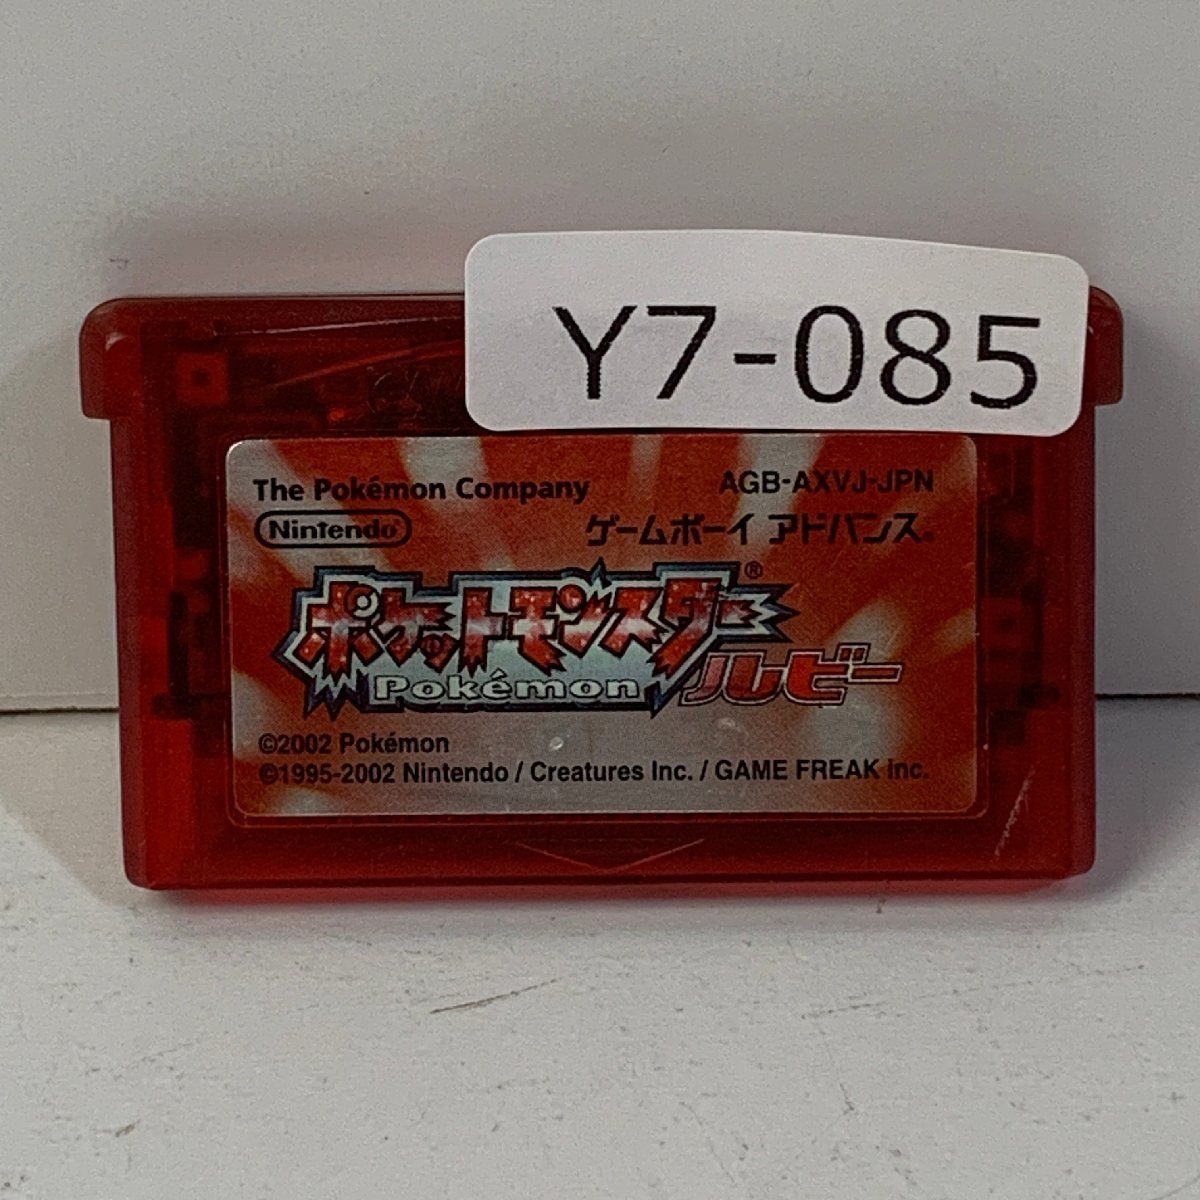 Y7-085
The Pokémon Company AGB-AXVJ-JPN
Nintendo® ゲームボーイ アドバンス®
ポケットモンスター®
Pokémon ルビー
©2002 Pokémon
©1995-2002 Nintendo / Creatures Inc. / GAME FREAK inc.